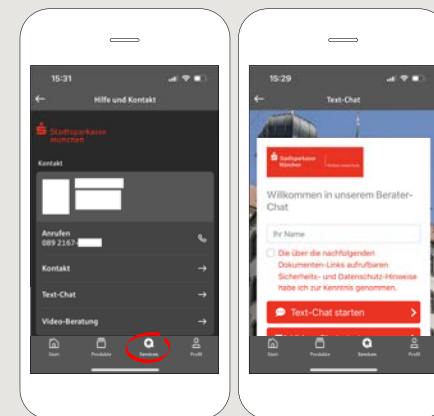 15:31
Hilfe und Kontakt
Stadtsparkasse
München
Kontakt
Anrufen
089 2167-
Kontakt
Text-Chat
Video-Beratung
Start
Produkte
Services
Profil
15:29
Text-Chat
Stadtsparkasse
München
Willkommen in unserem Berater-
Chat
Ihr Name
Die über die nachfolgenden
Dokumenten-Links aufrufbaren
Sicherheits- und Datenschutz-Hinweise
habe ich zur Kenntnis genommen.
Text-Chat starten
Start
Produkte
Services
Profil